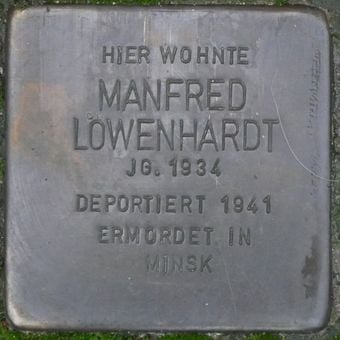 HIER WOHNTE
MANFRED
LÖWENHARDT
JG. 1934
DEPORTIERT 1941
ERMORDET IN
MINSK